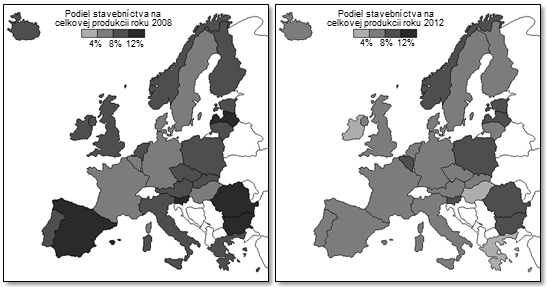 Podiel stavebníctva na
celkovej produkcii roku 2008
4% 8% 12%
Podiel stavebníctva na
celkovej produkcii roku 2012
4% 8% 12%